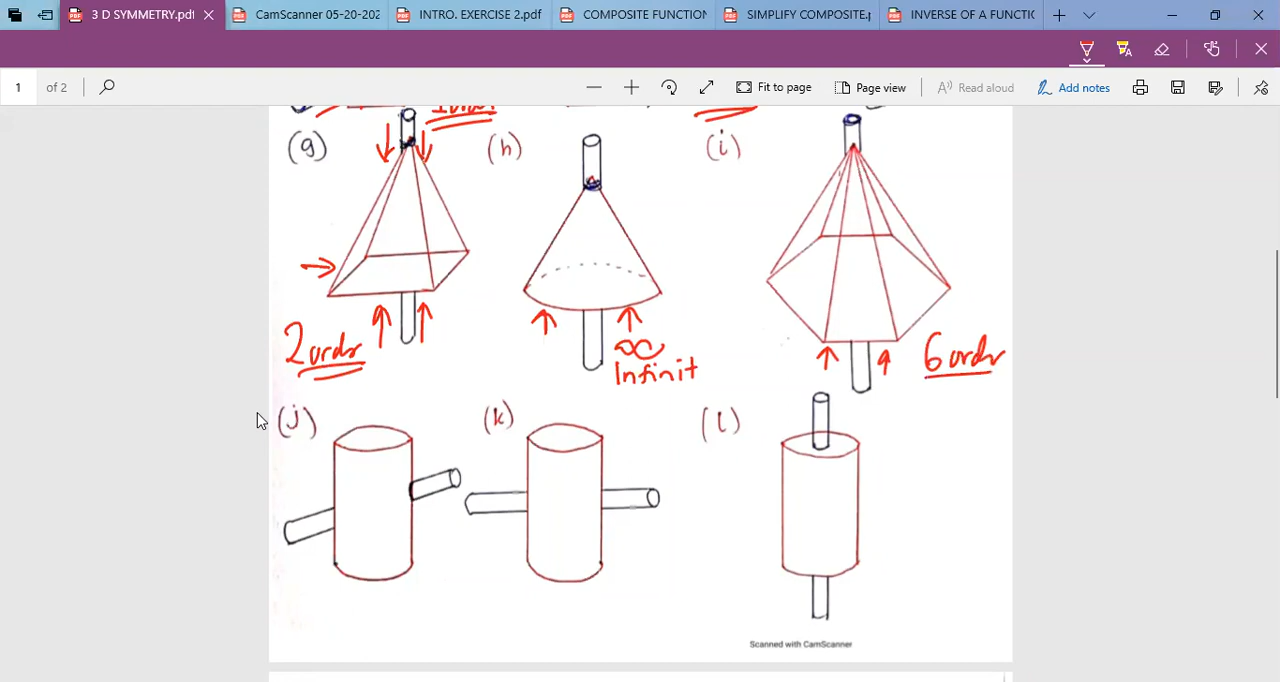 3 D SYMMETRY.pdf
CamScanner 05-20-202
INTRO. EXERCISE 2.pdf
COMPOSITE FUNCTION
SIMPLIFY COMPOSITE.p
INVERSE OF A FUNCTIO
1 of 2
Fit to page
Page view
Read aloud
Add notes
(g)
(h)
(i)
2 order
∞
Infinit
6 order
(j)
(k)
(l)
Scanned with CamScanner